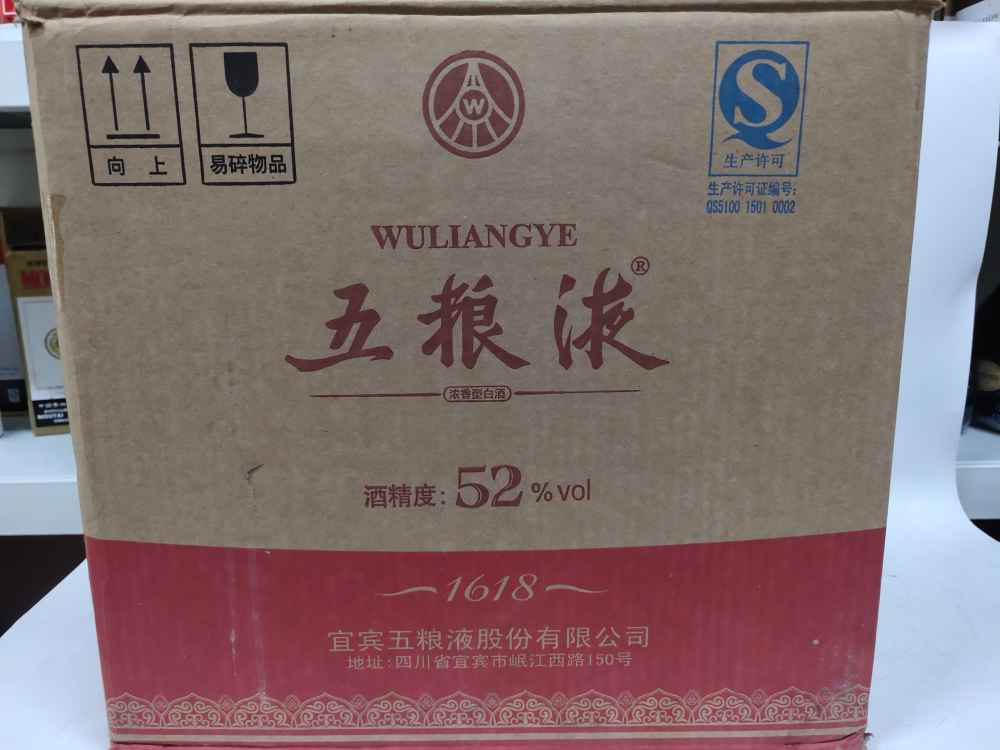 向 上
易碎物品
W
S
生产许可
生产许可证编号:
QS5100 1501 0002
WULIANGYE
五粮液®
浓香型白酒
酒精度: 52 %vol
1618
宜宾五粮液股份有限公司
地址:四川省宜宾市岷江西路150号